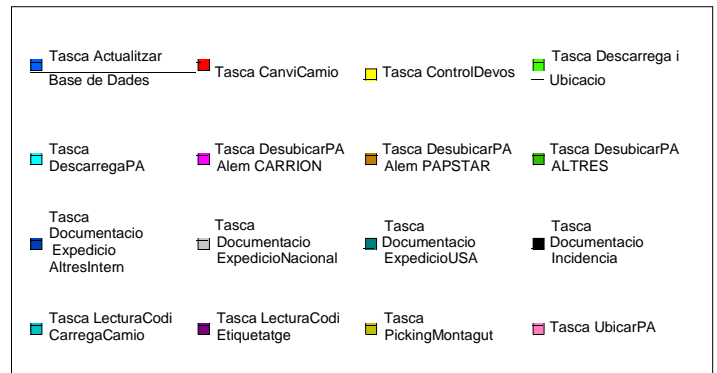 Tasca Actualitzar
Base de Dades
Tasca CanviCamio
Tasca ControlDevos
Tasca Descarrega i
Ubicacio
Tasca
DescarregaPA
Tasca DesubicarPA
Alem CARRION
Tasca DesubicarPA
Alem PAPSTAR
Tasca DesubicarPA
ALTRES
Tasca
Documentacio
Expedicio
AltresIntern
Tasca
Documentacio
ExpedicioNacional
Tasca
Documentacio
ExpedicioUSA
Tasca
Documentacio
Incidencia
Tasca LecturaCodi
CarregaCamio
Tasca LecturaCodi
Etiquetatge
Tasca
PickingMontagut
Tasca UbicarPA